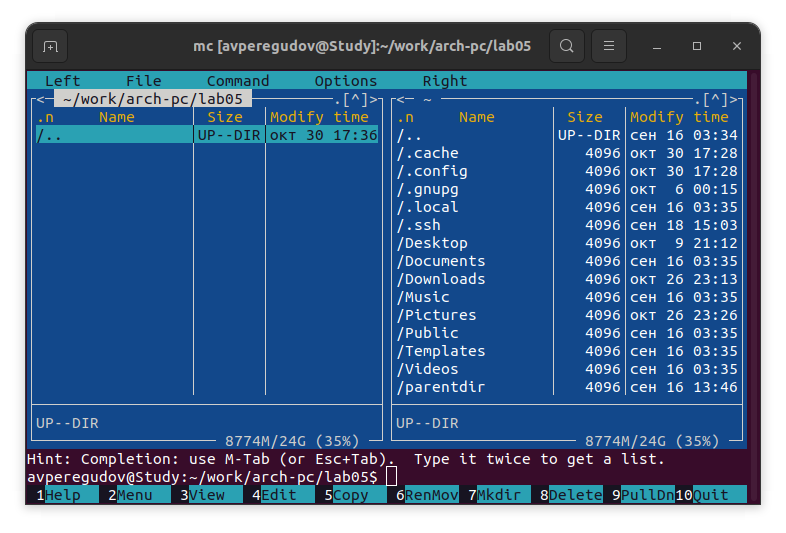 mc [avperegudov@Study]:~/work/arch-pc/lab05
Left File Command Options Right
<─ ~/work/arch-pc/lab05 ─.[^]>
.n Name Size Modify time
/.. UP--DIR окт 30 17:36
UP--DIR
8774M/24G (35%)
<─ ~ ─.[^]>
.n Name Size Modify time
/.. UP--DIR сен 16 03:34
/.cache 4096 окт 30 17:28
/.config 4096 окт 30 17:28
/.gnupg 4096 окт 6 00:15
/.local 4096 сен 16 03:35
/.ssh 4096 сен 18 15:03
/Desktop 4096 окт 9 21:12
/Documents 4096 сен 16 03:35
/Downloads 4096 окт 26 23:13
/Music 4096 сен 16 03:35
/Pictures 4096 окт 26 23:26
/Public 4096 сен 16 03:35
/Templates 4096 сен 16 03:35
/Videos 4096 сен 16 03:35
/parentdir 4096 сен 16 13:46
UP--DIR
8774M/24G (35%)
Hint: Completion: use M-Tab (or Esc+Tab). Type it twice to get a list.
avperegudov@Study:~/work/arch-pc/lab05$
1Help 2Menu 3View 4Edit 5Copy 6RenMov 7Mkdir 8Delete 9PullDn 10Quit